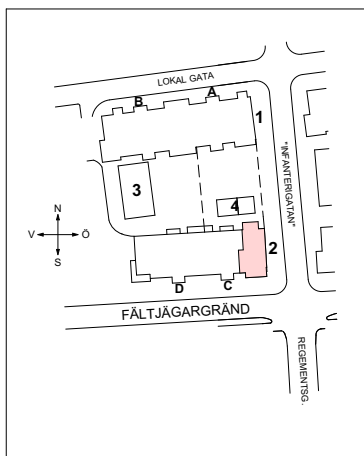 LOKAL GATA
B
A
1
"INFANTERIGATAN"
3
4
N
V
Ö
S
2
D
C
FÄLTJÄGARGRÄND
REGEMENTSG.